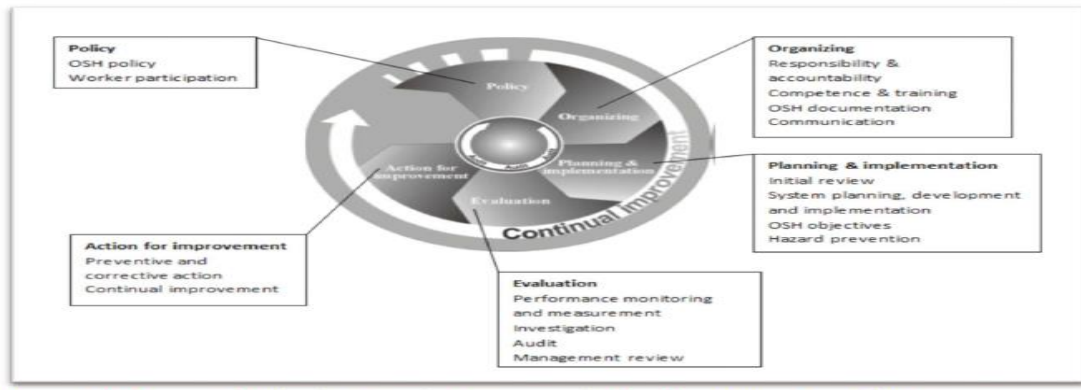 Policy
OSH policy
Worker participation
Organizing
Responsibility &
accountability
Competence & training
OSH documentation
Communication
Policy
Organizing
Planning &
implementation
Evaluation
Action for
improvement
Continual improvement
Planning & implementation
Initial review
System planning, development
and implementation
OSH objectives
Hazard prevention
Action for improvement
Preventive and
corrective action
Continual improvement
Evaluation
Performance monitoring
and measurement
Investigation
Audit
Management review